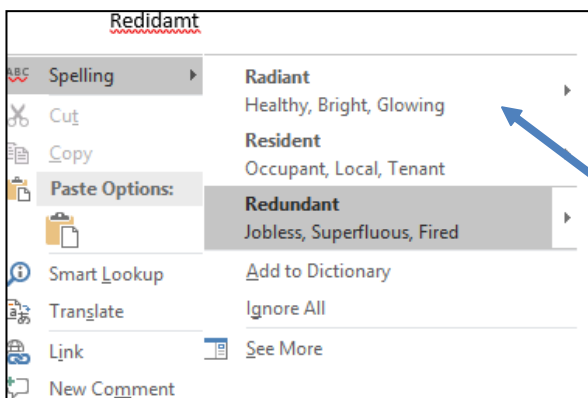 Redidamt
ABC Spelling
Cut
Copy
Paste Options:
Smart Lookup
Translate
Link
New Comment
Radiant
Healthy, Bright, Glowing
Resident
Occupant, Local, Tenant
Redundant
Jobless, Superfluous, Fired
Add to Dictionary
Ignore All
See More